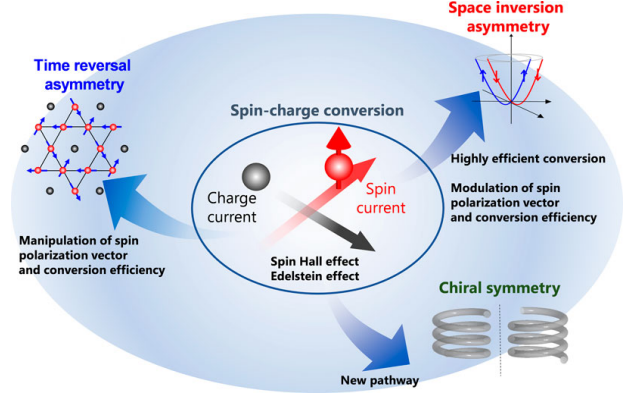 Space inversion
asymmetry
Time reversal
asymmetry
Spin-charge conversion
Highly efficient conversion
Charge
current
Spin
current
Modulation of spin
polarization vector
and conversion efficiency
Manipulation of spin
polarization vector
and conversion efficiency
Spin Hall effect
Edelstein effect
Chiral symmetry
New pathway